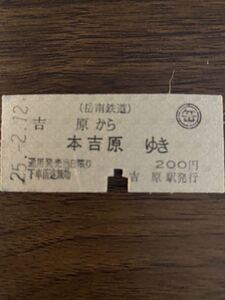 25.-2.12
（岳南鉄道）
吉　原から
本吉原　ゆき
通用発売当日限り　200円
下車前途無効　吉　原駅発行